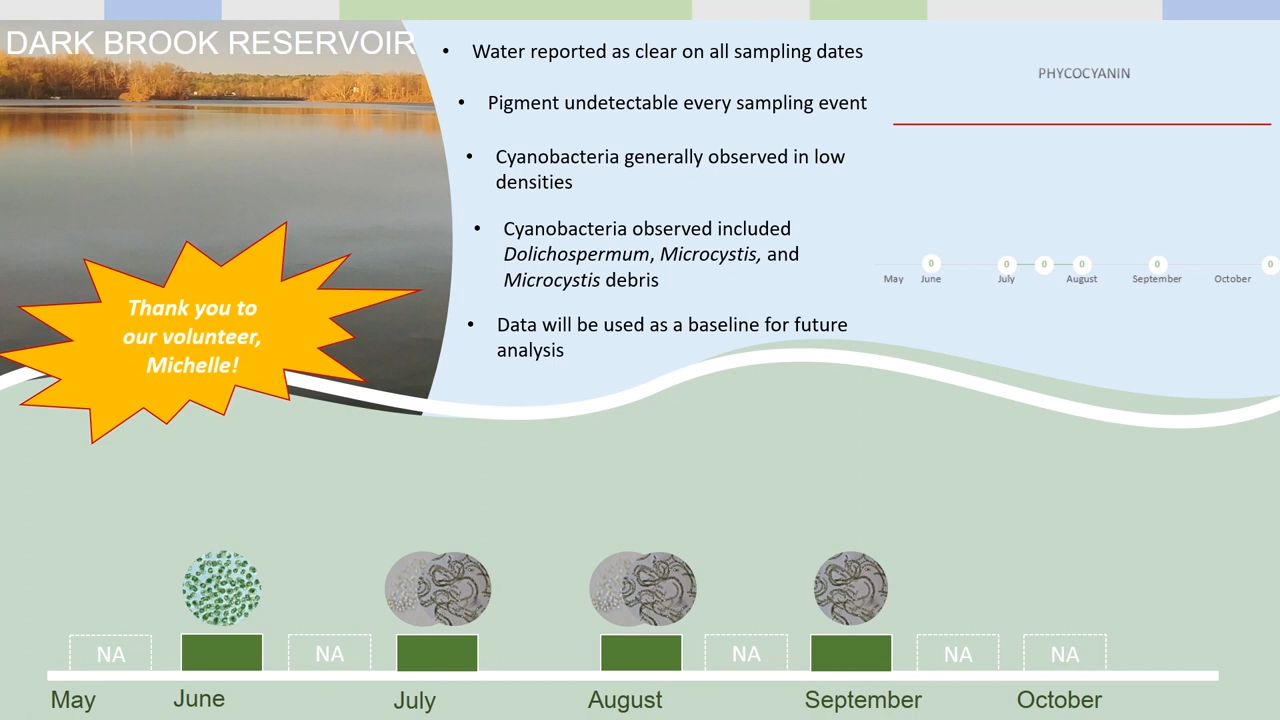 DARK BROOK RESERVOIR
• Water reported as clear on all sampling dates
• Pigment undetectable every sampling event
• Cyanobacteria generally observed in low
densities
• Cyanobacteria observed included
Dolichospermum, Microcystis, and
Microcystis debris
• Data will be used as a baseline for future
analysis
PHYCOCYANIN
0 0 0 0 0 0
May June July August September October
Thank you to
our volunteer,
Michelle!
NA NA NA NA NA
May June July August September October